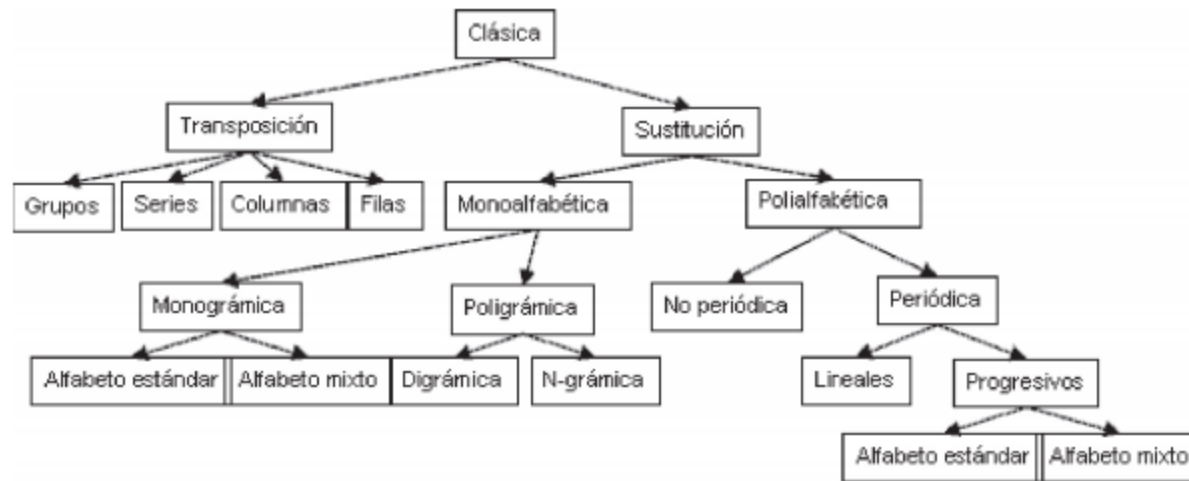 Clásica
Transposición Sustitución
Grupos Series Columnas Filas Monoalfabética Polialfabética
Monográmica Poligrámica No periódica Periódica
Alfabeto estándar Alfabeto mixto Digrámica N-grámica Lineales Progresivos
Alfabeto estándar Alfabeto mixto